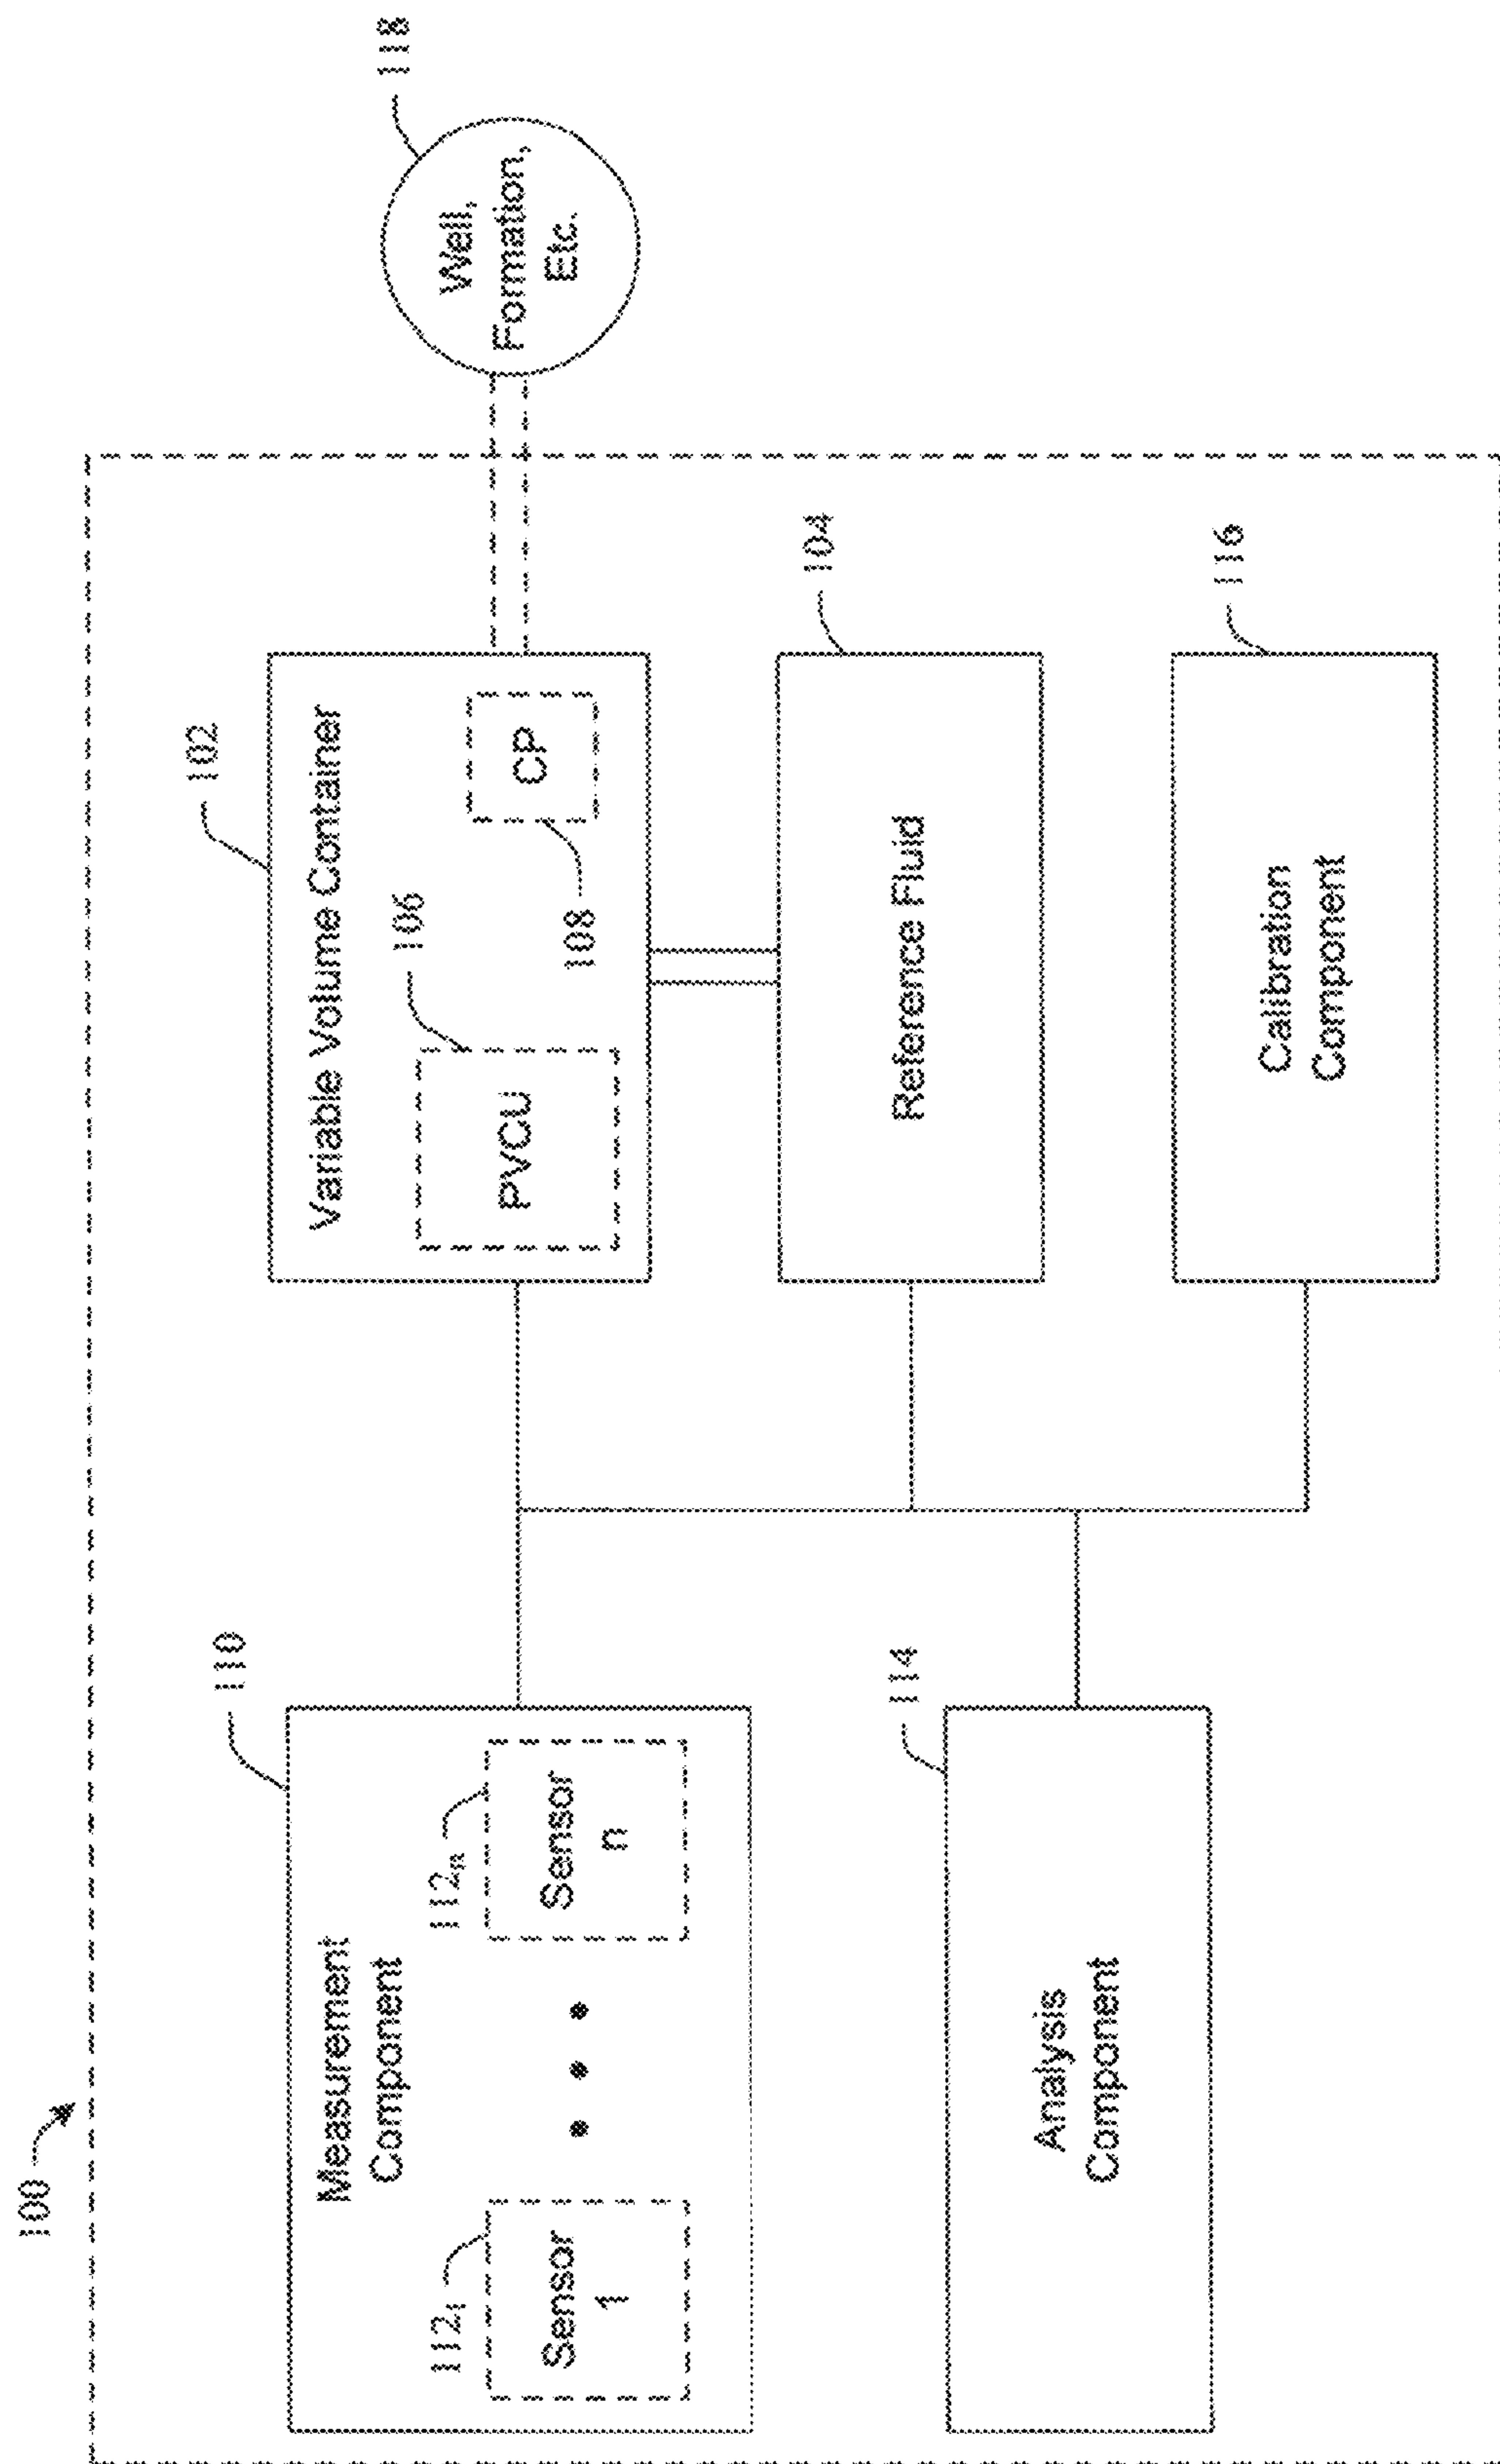 100
110
Measurement
Component
112₁
Sensor
1
112ₙ
Sensor
n
114
Analysis
Component
102
Variable Volume Container
106
PVCU
108
CP
104
Reference Fluid
116
Calibration
Component
118
Well,
Formation,
Etc.